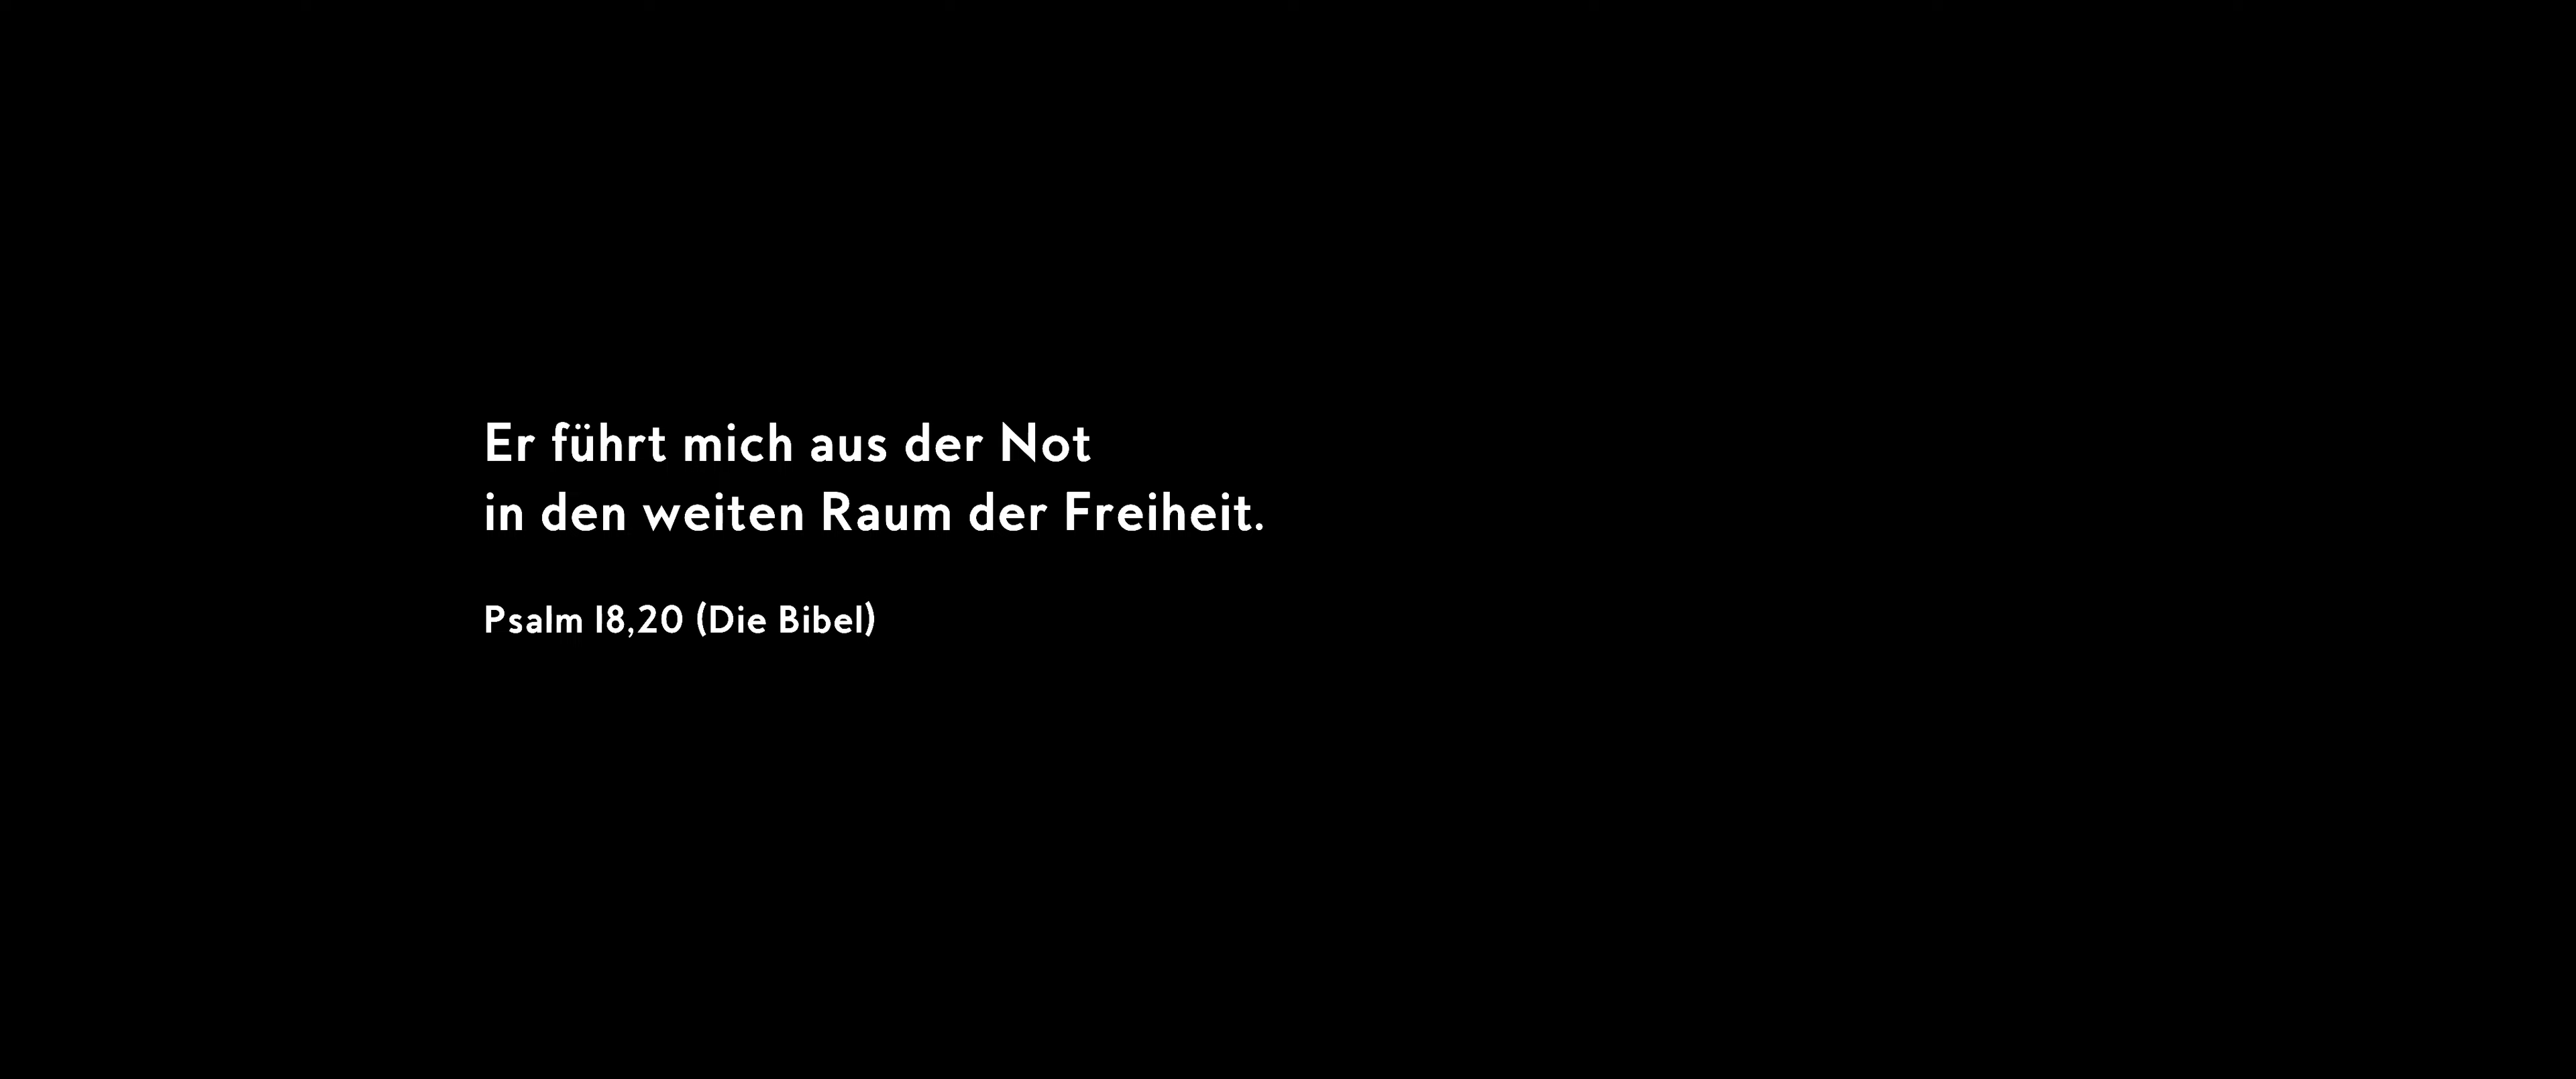 Er führt mich aus der Not
in den weiten Raum der Freiheit.
Psalm 18,20 (Die Bibel)